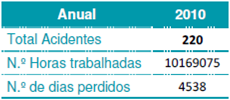 Anual 2010
Total Acidentes 220
N.º Horas trabalhadas 10169075
N.º de dias perdidos 4538